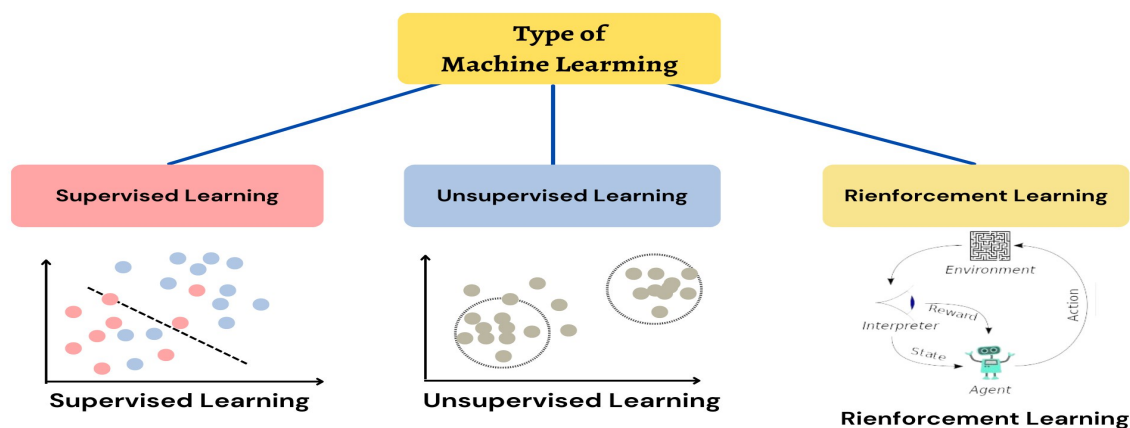 Type of
Machine Learming
Supervised Learning
Unsupervised Learning
Rienforcement Learning
Environment
Action
Reward
Interpreter
State
Agent
Supervised Learning
Unsupervised Learning
Rienforcement Learning